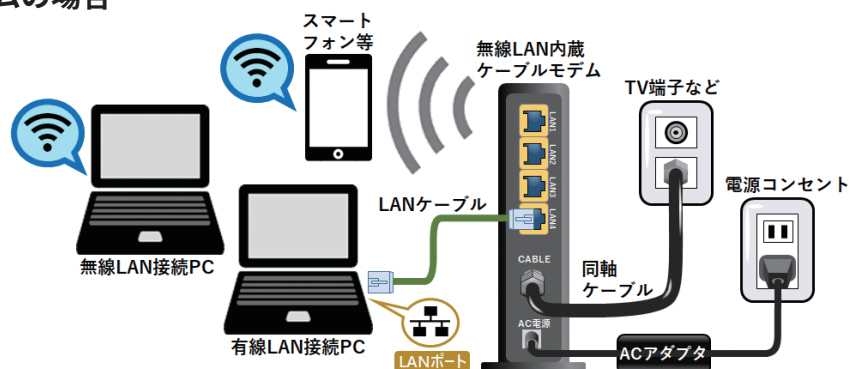 ムの場合
スマート
フォン等
無線LAN内蔵
ケーブルモデム
TV端子など
電源コンセント
LAN1
LAN2
LAN3
LAN4
LANケーブル
無線LAN接続PC
CABLE
同軸
ケーブル
AC電源
有線LAN接続PC
LANポート
ACアダプタ